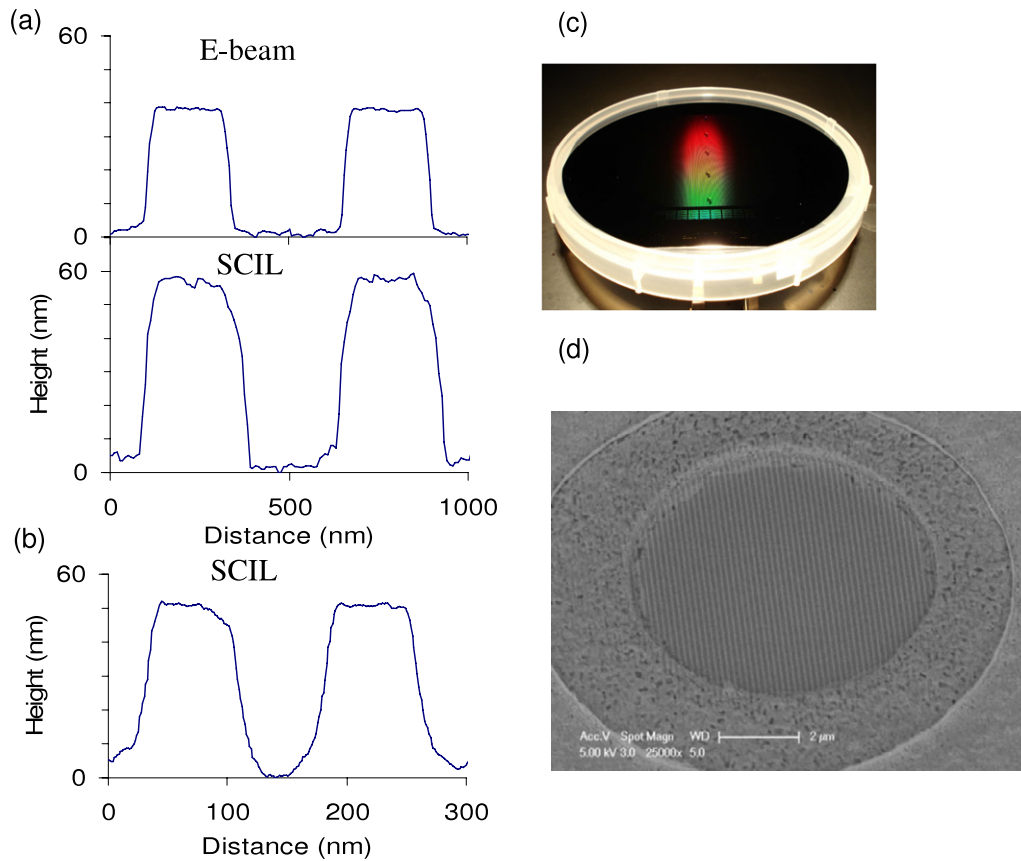 (a)
60
E-beam
0
SCIL
60
Height (nm)
0
0 500 1000
Distance (nm)
(b)
SCIL
60
Height (nm)
0
0 100 200 300
Distance (nm)
(c)
(d)
Acc.V Spot Magn WD 2 µm
5.00 kV 3.0 25000x 5.0